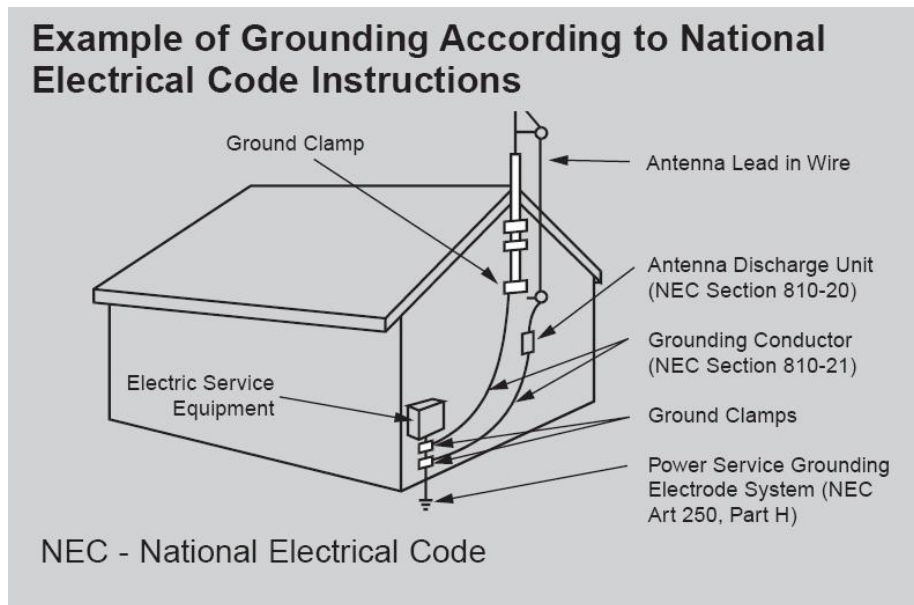 Example of Grounding According to National
Electrical Code Instructions
Ground Clamp
Antenna Lead in Wire
Antenna Discharge Unit
(NEC Section 810-20)
Grounding Conductor
(NEC Section 810-21)
Electric Service
Equipment
Ground Clamps
Power Service Grounding
Electrode System (NEC
Art 250, Part H)
NEC - National Electrical Code